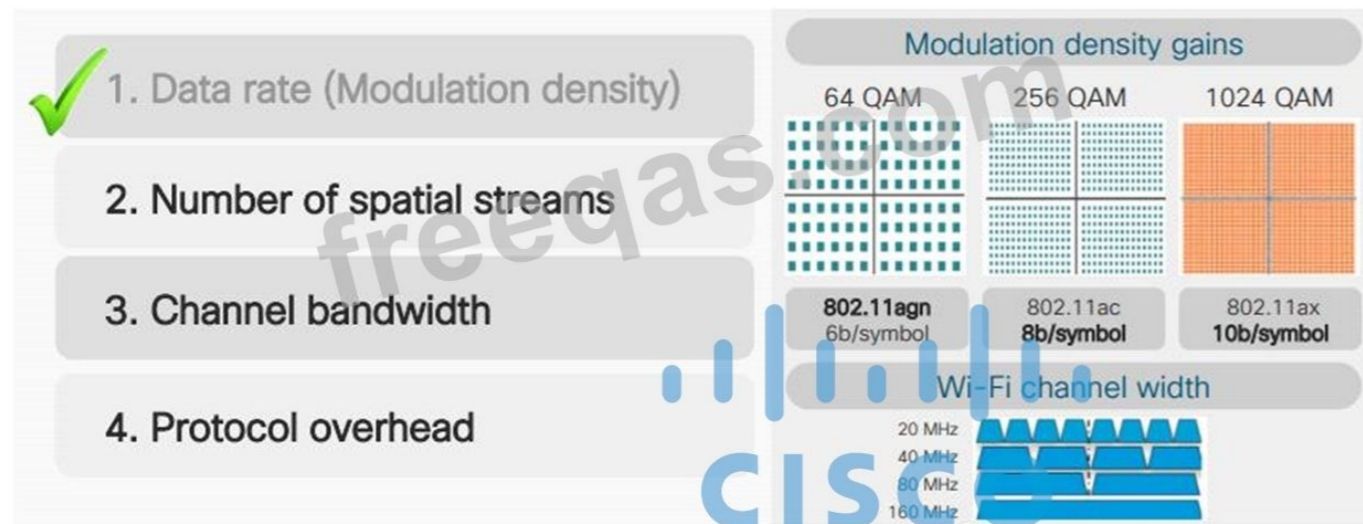 1. Data rate (Modulation density)
2. Number of spatial streams
3. Channel bandwidth
4. Protocol overhead
Modulation density gains
64 QAM 256 QAM 1024 QAM
802.11agn 802.11ac 802.11ax
6b/symbol 8b/symbol 10b/symbol
Wi-Fi channel width
20 MHz
40 MHz
80 MHz
160 MHz
freeqas.com
CISCO